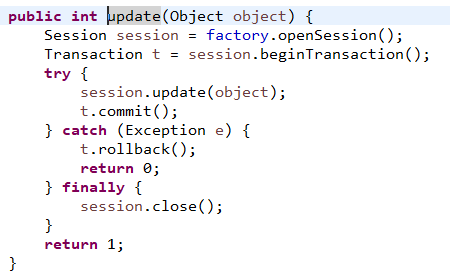 public int update(Object object) {
    Session session = factory.openSession();
    Transaction t = session.beginTransaction();
    try {
        session.update(object);
        t.commit();
    } catch (Exception e) {
        t.rollback();
        return 0;
    } finally {
        session.close();
    }
    return 1;
}